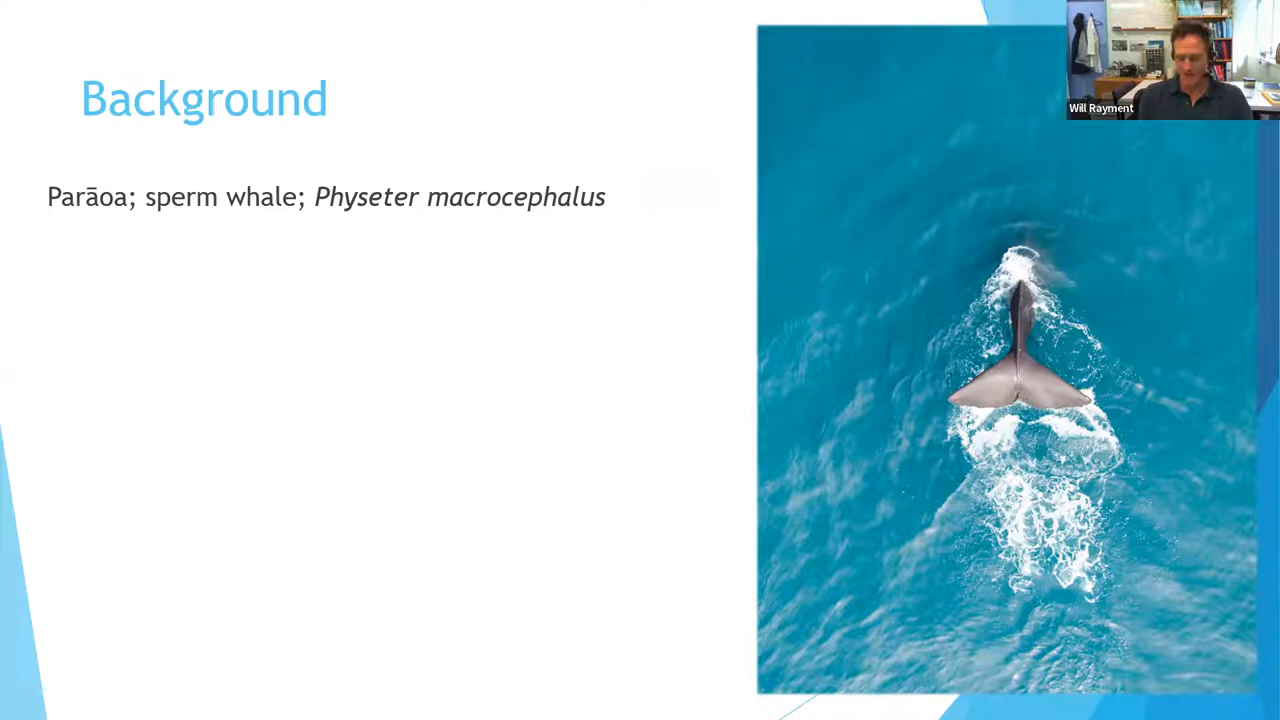 Background
Parāoa; sperm whale; Physeter macrocephalus
Will Rayment